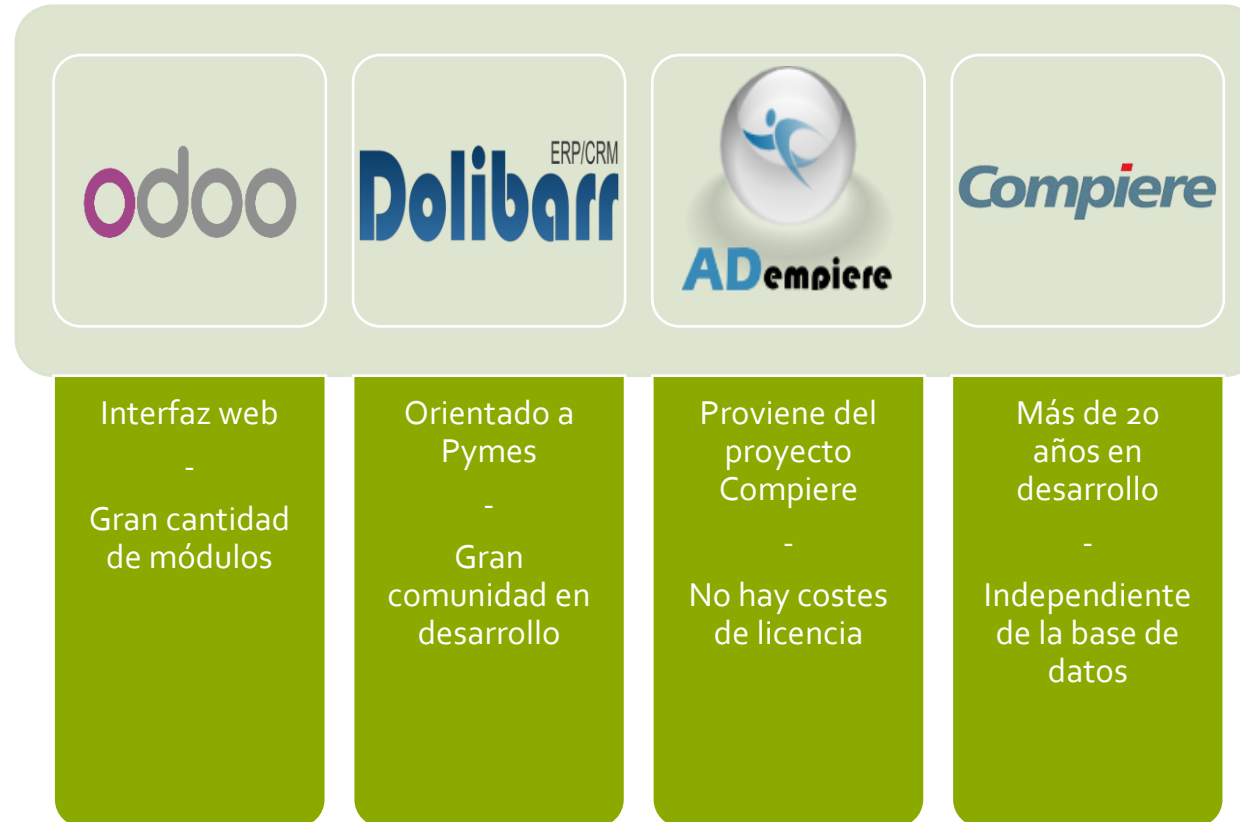 odoo
ERP/CRM
Dolibarr
ADempiere
Compiere
Interfaz web
-
Gran cantidad
de módulos
Orientado a
Pymes
-
Gran
comunidad en
desarrollo
Proviene del
proyecto
Compiere
-
No hay costes
de licencia
Más de 20
años en
desarrollo
-
Independiente
de la base de
datos